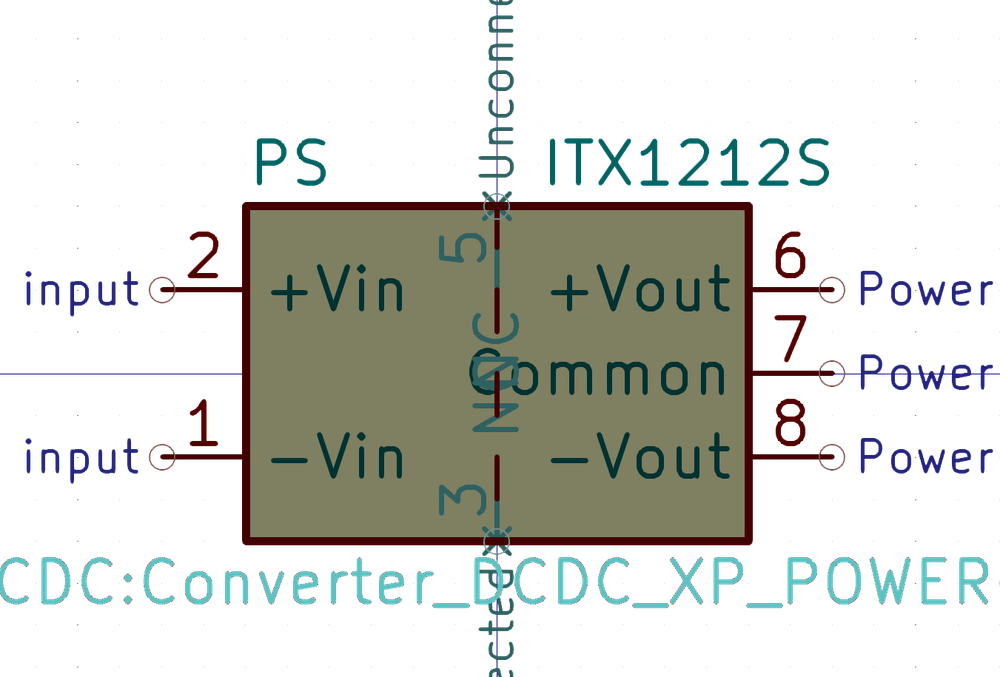 Unconne
PS
ITX1212S
5
2
6
input
+Vin
+Vout
Power
7
NC
NC
Common
Power
1
8
input
-Vin
-Vout
Power
3
CDC:Converter_DCDC_XP_POWER
ected